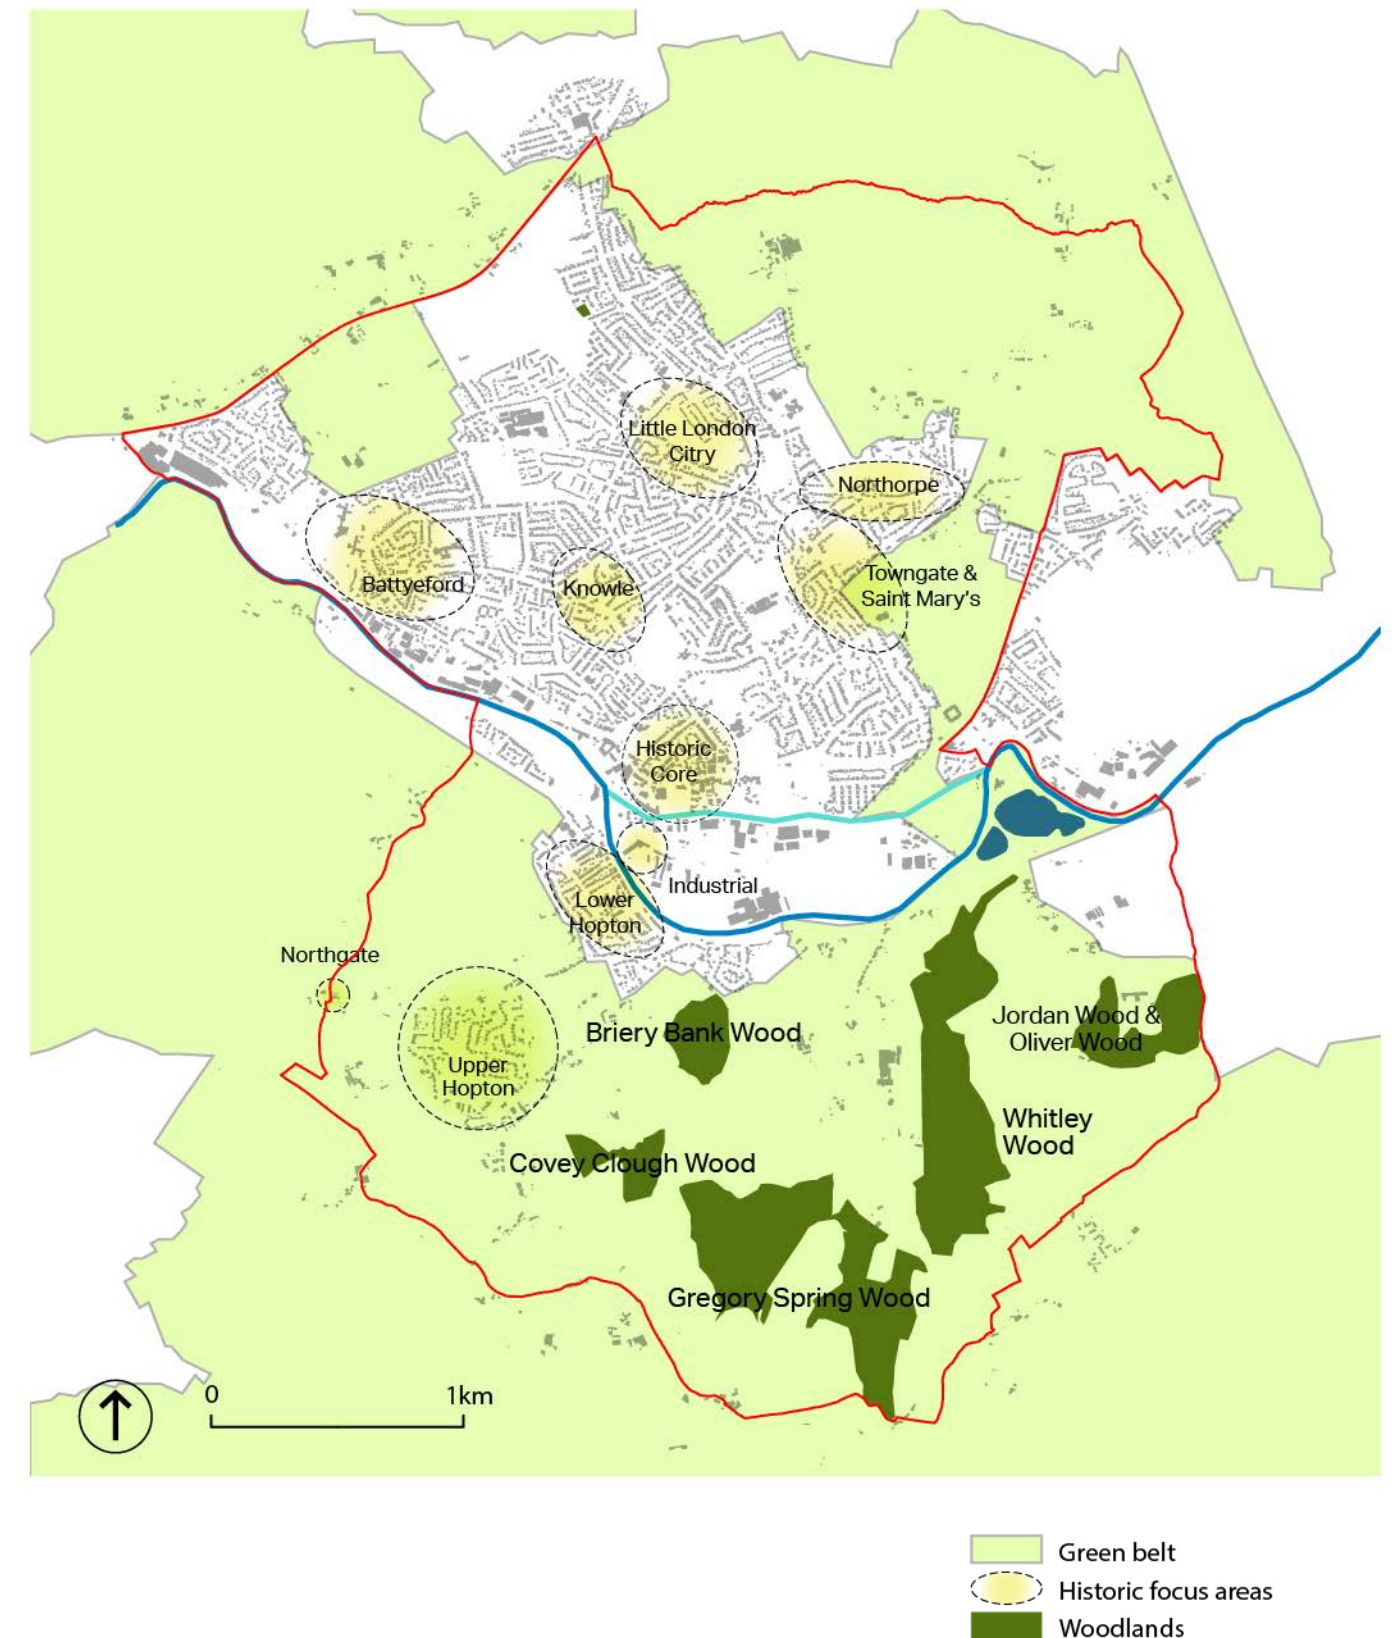 Little London
Citry
Northorpe
Battyeford
Knowle
Towngate &
Saint Mary's
Historic
Core
Industrial
Lower
Hopton
Northgate
Upper
Hopton
Briery Bank Wood
Jordan Wood &
Oliver Wood
Whitley
Wood
Covey Clough Wood
Gregory Spring Wood
0
1km
Green belt
Historic focus areas
Woodlands